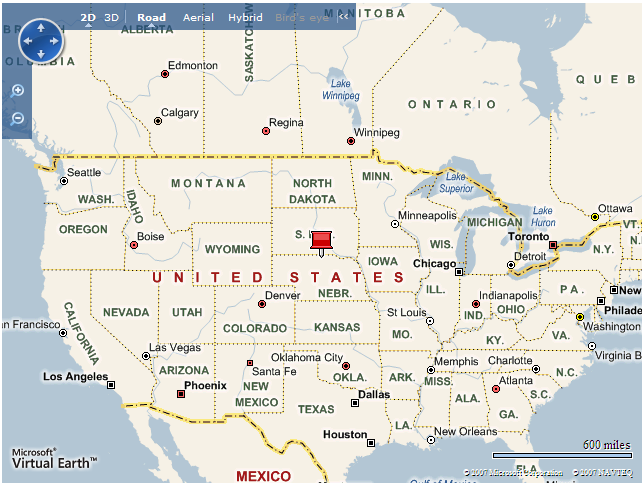 2D 3D Road Aerial Hybrid Bird's eye <<
MANITOBA
ALBERTA
SASKATCHEWAN
Edmonton
Lake
Winnipeg
QUEB
ONTARIO
Calgary
Regina
Winnipeg
Seattle
MONTANA
NORTH
DAKOTA
MINN.
Lake
Superior
WASH.
IDAHO
OREGON
Boise
WYOMING
S.
Minneapolis
WIS.
MICHIGAN
Lake
Huron
Ottawa
Toronto
VT.
N.Y.
IOWA
Chicago
Detroit
UNITED STATES
NEBR.
ILL.
IND.
Indianapolis
OHIO
PA.
New
Philade
NEVADA
UTAH
Denver
COLORADO
KANSAS
St Louis
MO.
KY.
VA.
Washington
n Francisco
CALIFORNIA
Las Vegas
Virginia B
ARIZONA
Santa Fe
Oklahoma City
OKLA.
ARK.
Memphis
Charlotte
N.C.
Los Angeles
Phoenix
NEW
MEXICO
Dallas
MISS.
ALA.
Atlanta
GA.
S.C.
TEXAS
LA.
Houston
New Orleans
600 miles
Microsoft®
Virtual Earth™
MEXICO
Gulf of Mexico
FLA
© 2007 Microsoft Corporation © 2007 NAVTEQ